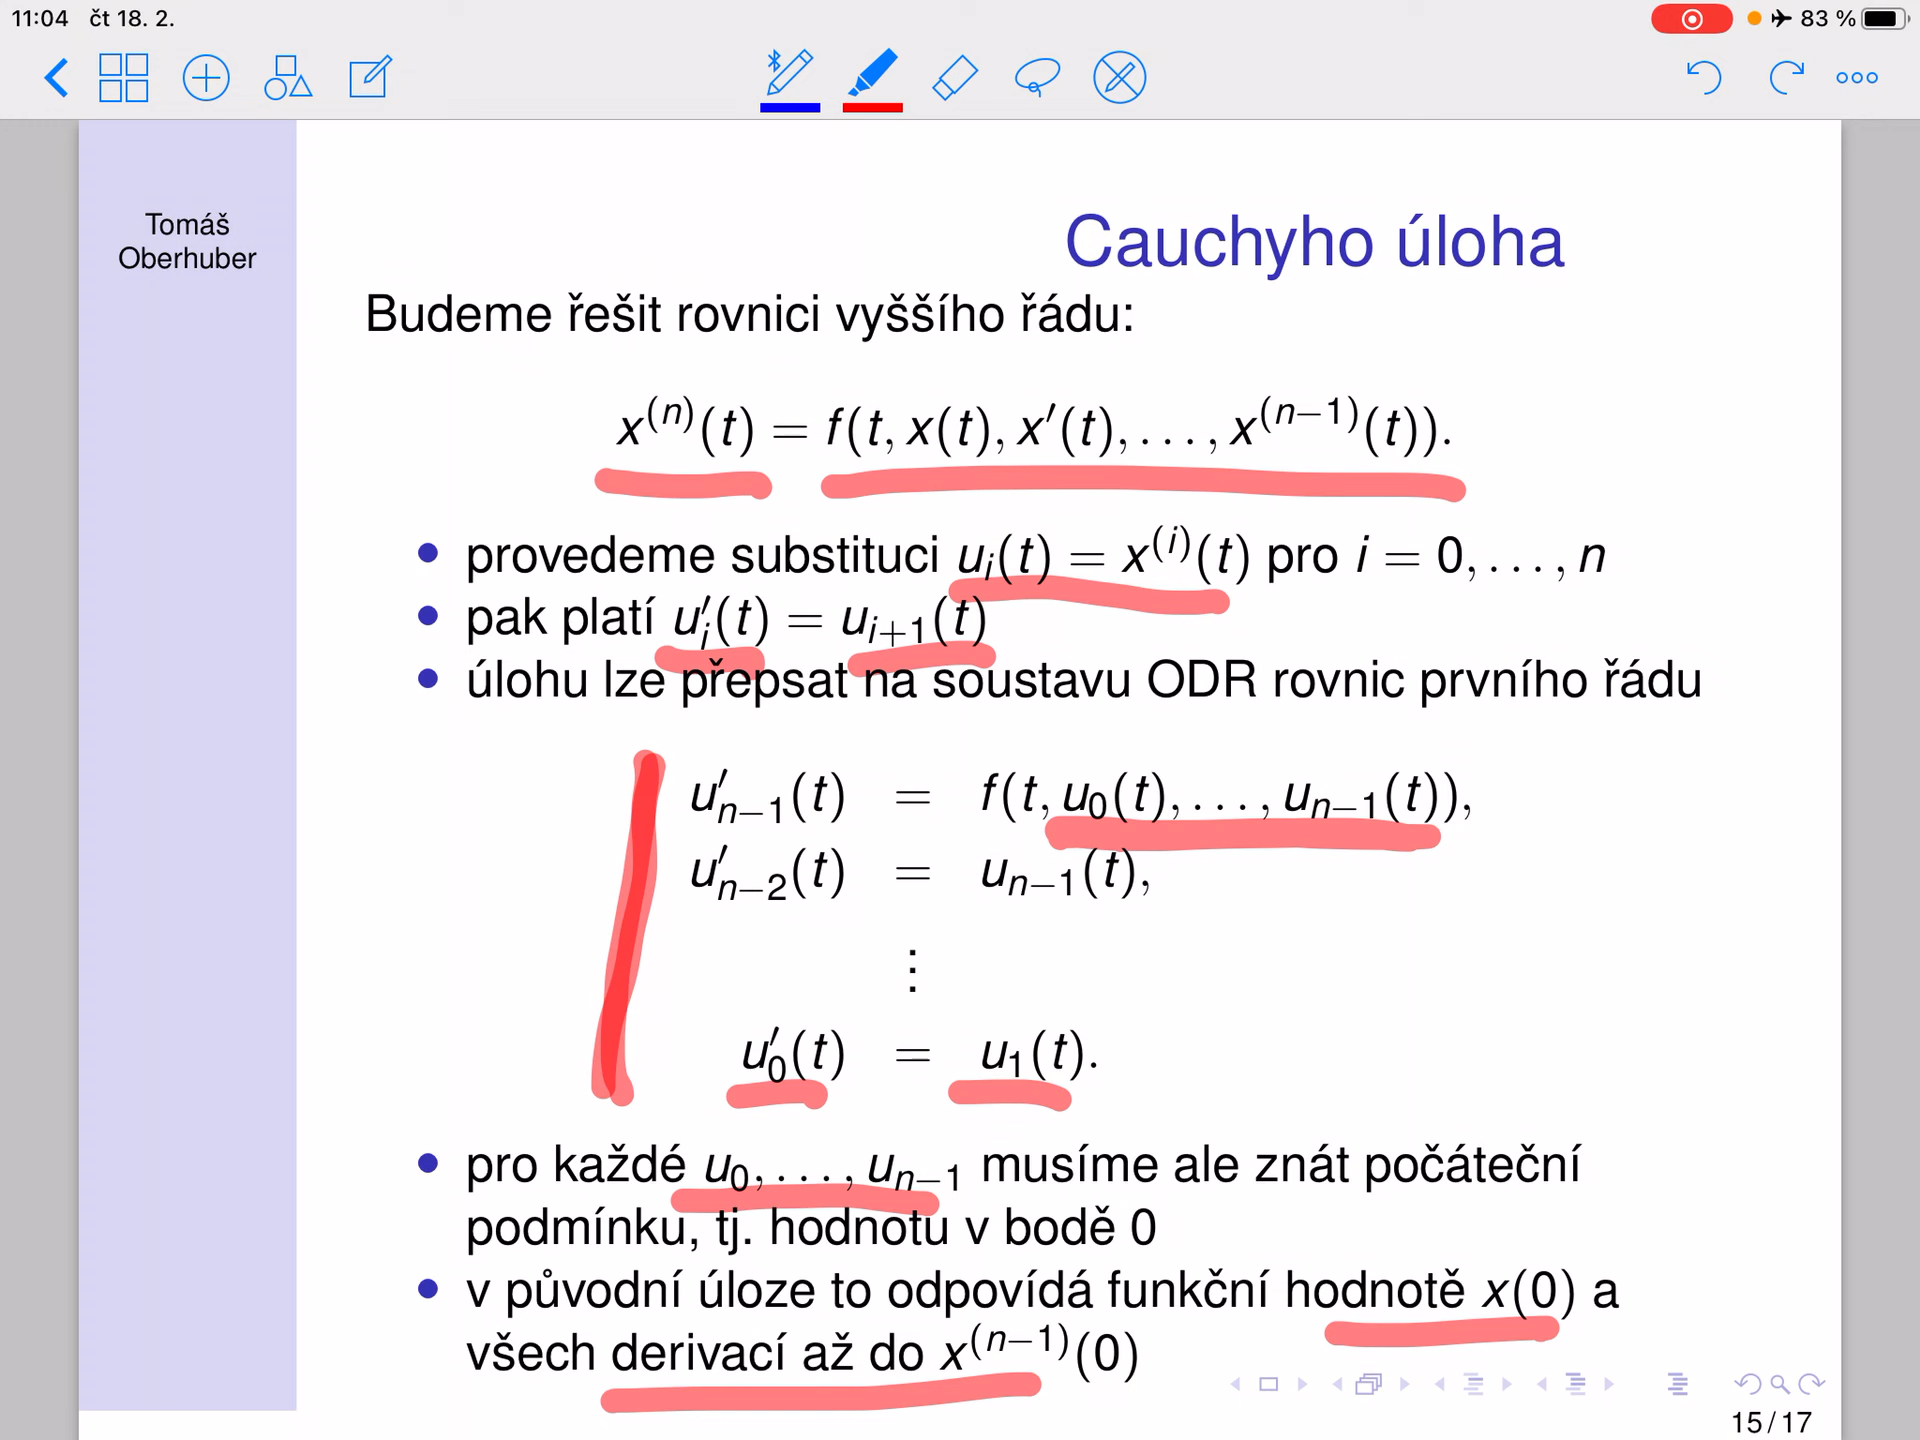 11:04 čt 18. 2.
83 %
Tomáš
Oberhuber
Cauchyho úloha
Budeme řešit rovnici vyššího řádu:
x^(n)(t) = f(t, x(t), x′(t), . . . , x^(n−1)(t)).
• provedeme substituci u_i(t) = x^(i)(t) pro i = 0, . . . , n
• pak platí u′_i(t) = u_{i+1}(t)
• úlohu lze přepsat na soustavu ODR rovnic prvního řádu
u′_{n−1}(t) = f(t, u_0(t), . . . , u_{n−1}(t)),
u′_{n−2}(t) = u_{n−1}(t),
⋮
u′_0(t) = u_1(t).
• pro každé u_0, . . . , u_{n−1} musíme ale znát počáteční
podmínku, tj. hodnotu v bodě 0
• v původní úloze to odpovídá funkční hodnotě x(0) a
všech derivací až do x^(n−1)(0)
15 / 17